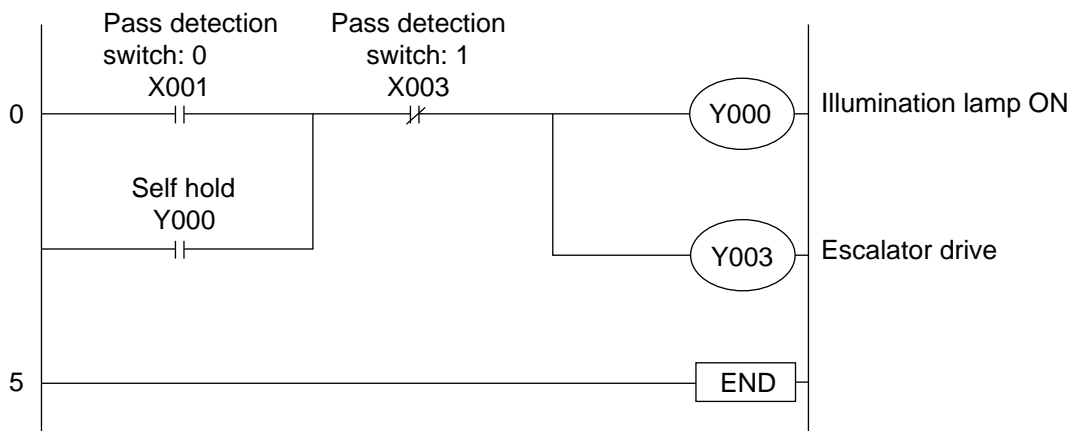 Pass detection
switch: 0
X001
Pass detection
switch: 1
X003
0
Y000
Illumination lamp ON
Self hold
Y000
Y003
Escalator drive
5
END